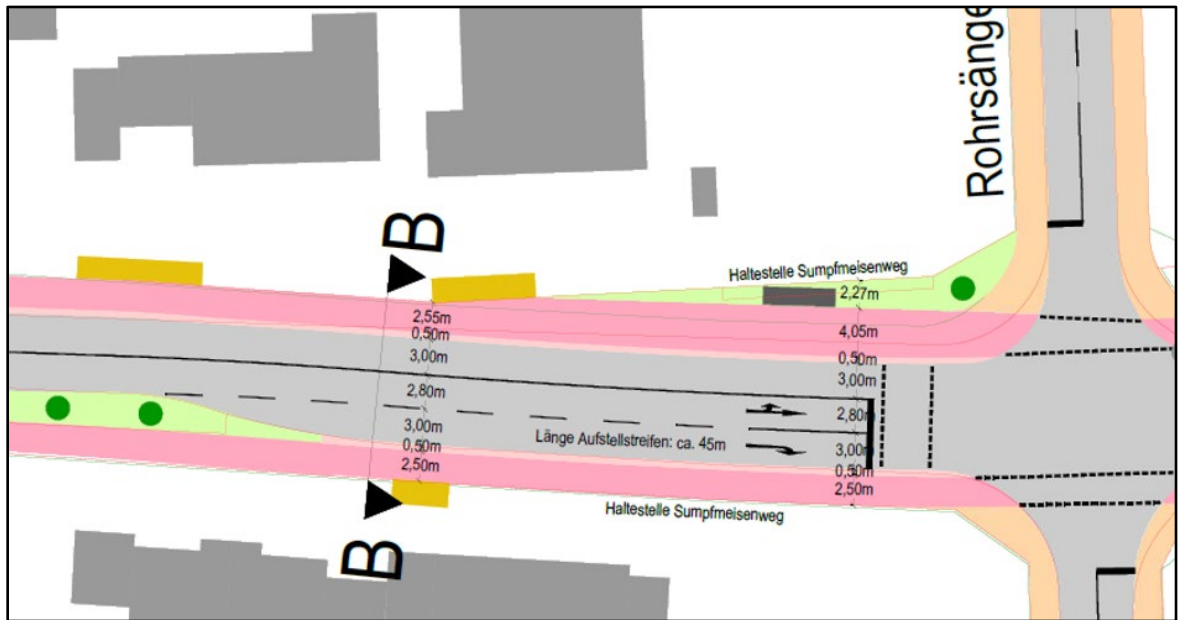 Rohrsänge
B
Haltestelle Sumpfmeisenweg
2,27m
2,55m
0,50m
3,00m
2,80m
3,00m
0,50m
2,50m
4,05m
0,50m
3,00m
2,80m
3,00m
0,50m
2,50m
Länge Aufstellstreifen: ca. 45m
Haltestelle Sumpfmeisenweg
B